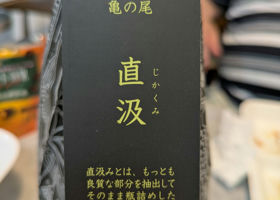 亀の尾
直汲
じかくみ
直汲みとは、もっとも
良質な部分を抽出して
そのまま瓶詰めした